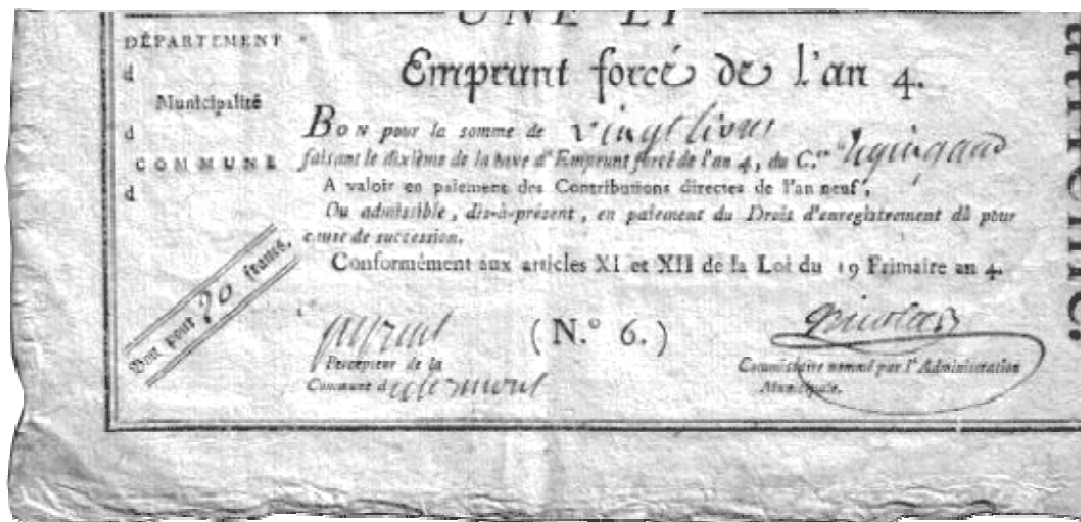 UNE ET
DÉPARTEMENT
d
Municipalité
d
COMMUNE
d
Emprunt forcé de l'an 4.
BON pour la somme de vingt livres
faisant le dixième de la taxe d'Emprunt forcé de l'an 4, du C.en
A valoir en paiement des Contributions directes de l'an neuf,
Ou admissible, dès-à-présent, en paiement du Droit d'enregistrement dû pour
cause de succession.
Conformément aux articles XI et XII de la Loi du 19 Frimaire an 4.
Bon pour 20 francs.
(N.º 6.)
Percepteur de la
Commune d
Commissaire nommé par l'Administration
Municipale.